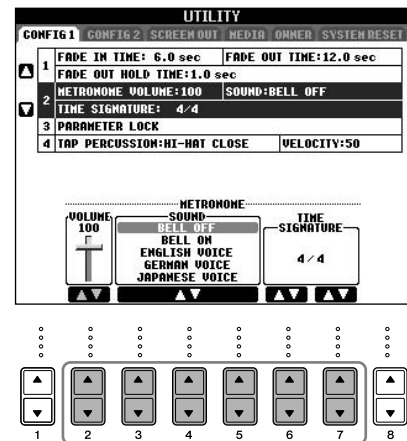 UTILITY
CONFIG 1 CONFIG 2 SCREEN OUT MEDIA OWNER SYSTEM RESET
1 FADE IN TIME: 6.0 sec FADE OUT TIME:12.0 sec
FADE OUT HOLD TIME:1.0 sec
2 METRONOME VOLUME:100 SOUND:BELL OFF
TIME SIGNATURE: 4/4
3 PARAMETER LOCK
4 TAP PERCUSSION:HI-HAT CLOSE VELOCITY:50
METRONOME
VOLUME SOUND TIME SIGNATURE
100 BELL OFF
BELL ON
ENGLISH VOICE 4/4
GERMAN VOICE
JAPANESE VOICE
1 2 3 4 5 6 7 8